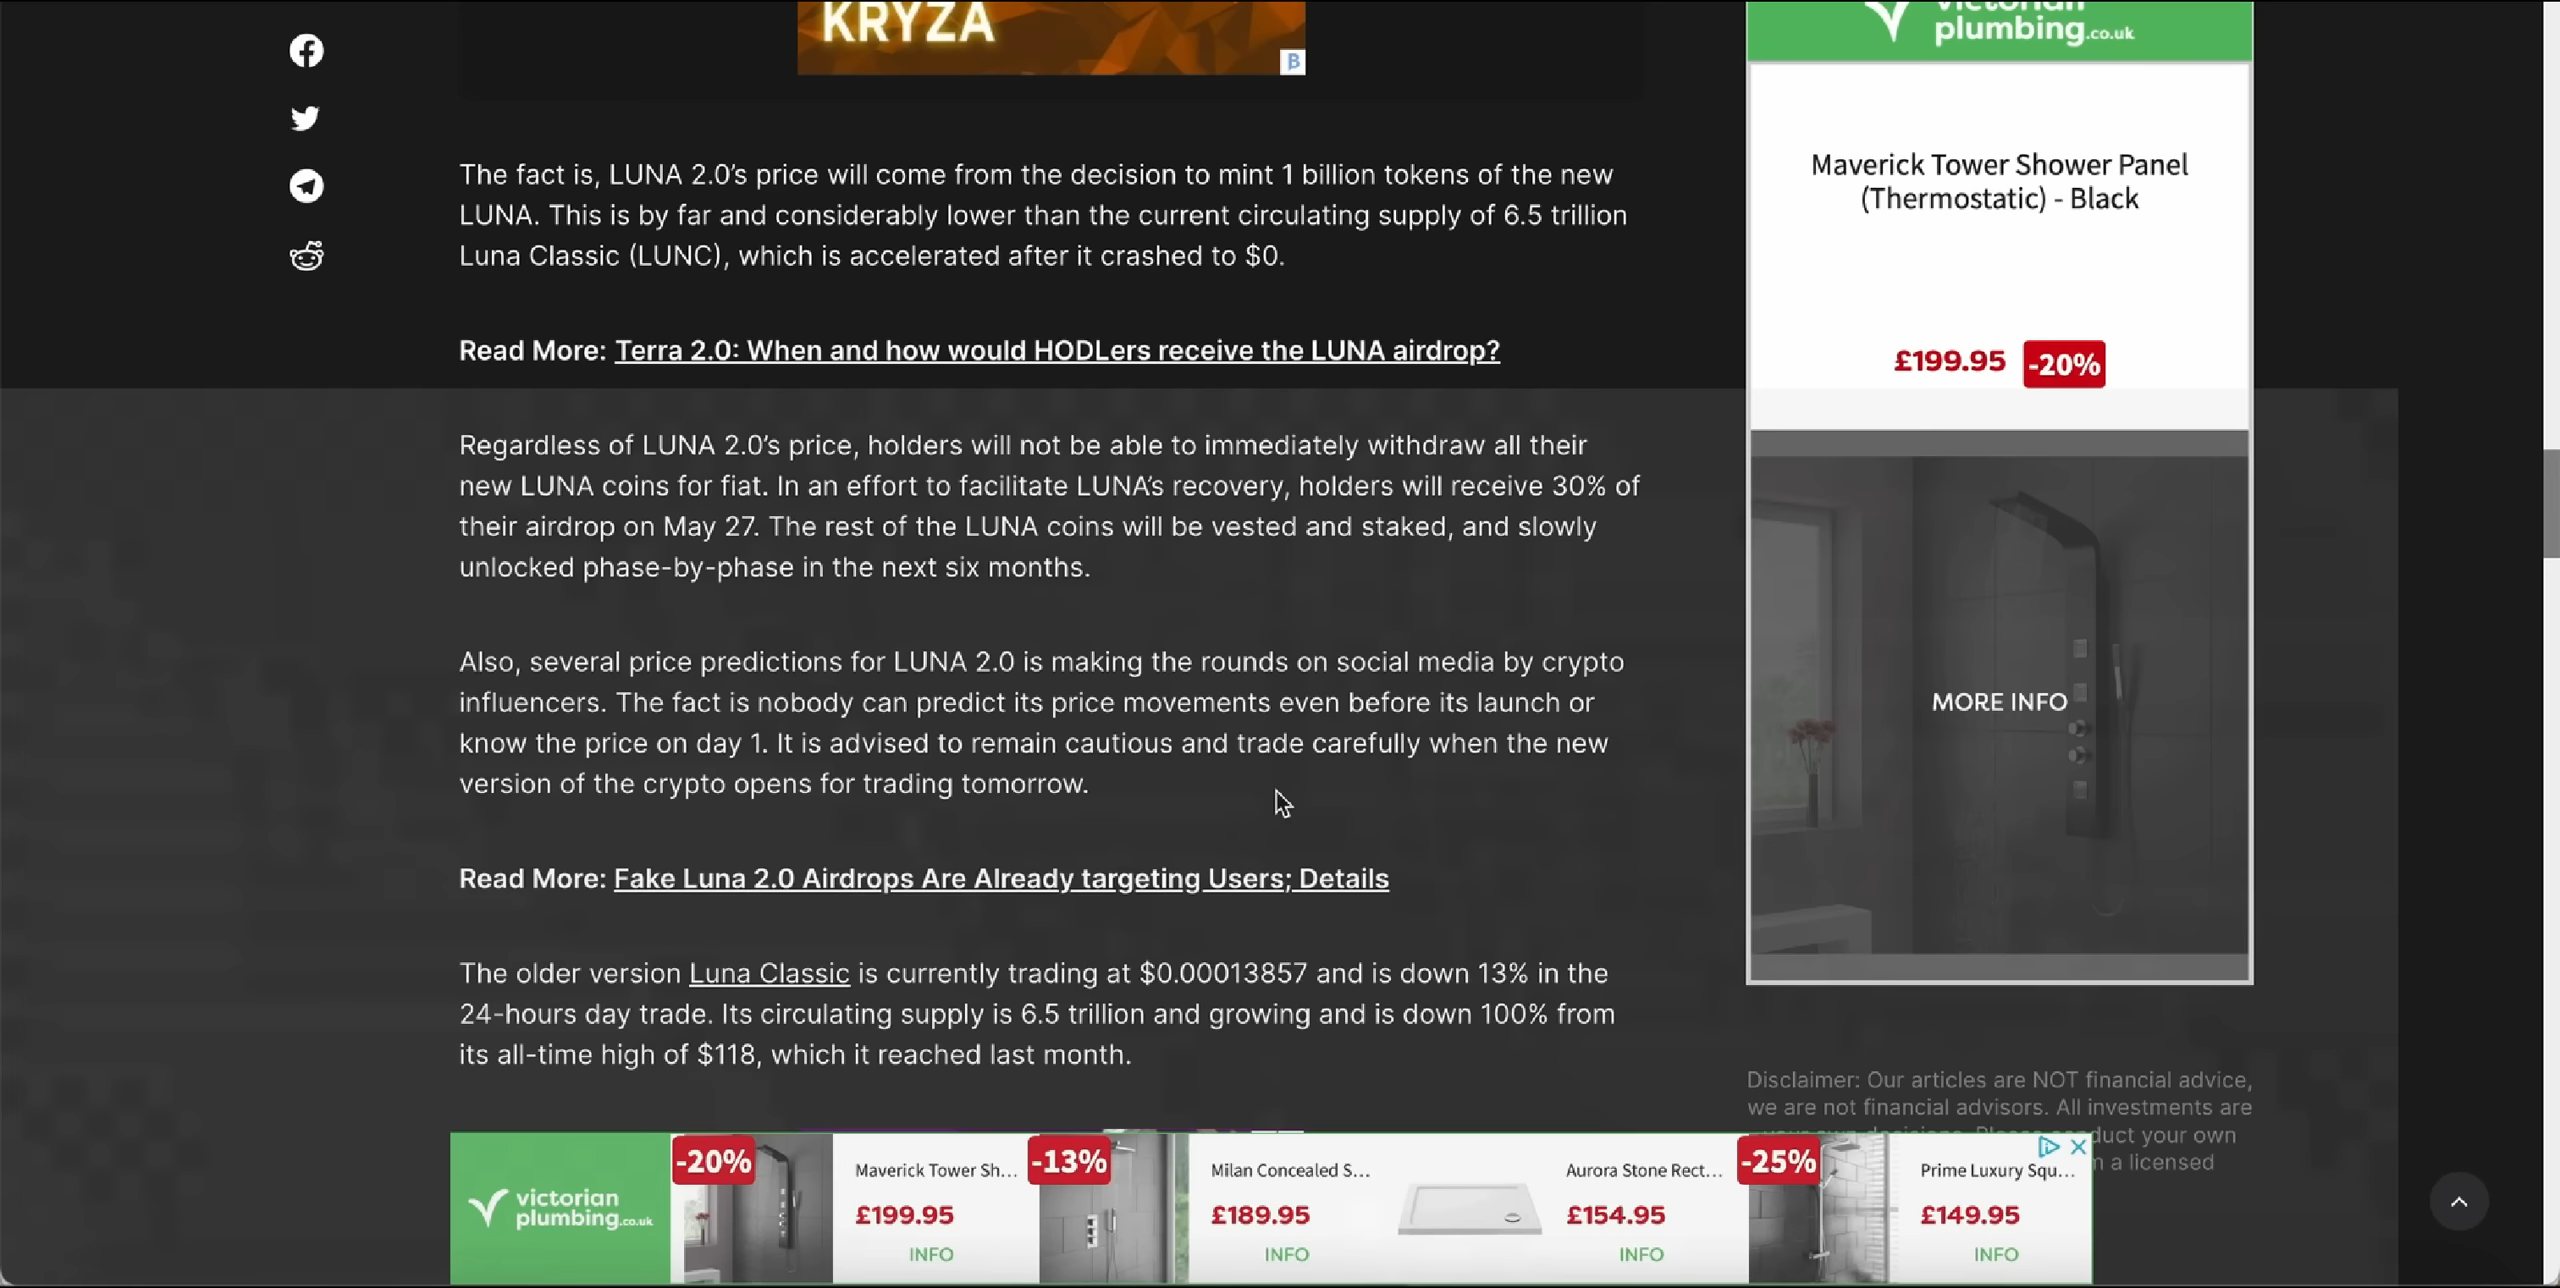 KRYZA
The fact is, LUNA 2.0’s price will come from the decision to mint 1 billion tokens of the new
LUNA. This is by far and considerably lower than the current circulating supply of 6.5 trillion
Luna Classic (LUNC), which is accelerated after it crashed to $0.
Read More: Terra 2.0: When and how would HODLers receive the LUNA airdrop?
Regardless of LUNA 2.0’s price, holders will not be able to immediately withdraw all their
new LUNA coins for fiat. In an effort to facilitate LUNA’s recovery, holders will receive 30% of
their airdrop on May 27. The rest of the LUNA coins will be vested and staked, and slowly
unlocked phase-by-phase in the next six months.
Also, several price predictions for LUNA 2.0 is making the rounds on social media by crypto
influencers. The fact is nobody can predict its price movements even before its launch or
know the price on day 1. It is advised to remain cautious and trade carefully when the new
version of the crypto opens for trading tomorrow.
Read More: Fake Luna 2.0 Airdrops Are Already targeting Users; Details
The older version Luna Classic is currently trading at $0.00013857 and is down 13% in the
24-hours day trade. Its circulating supply is 6.5 trillion and growing and is down 100% from
its all-time high of $118, which it reached last month.
victorian
plumbing.co.uk
Maverick Tower Shower Panel
(Thermostatic) - Black
£199.95 -20%
MORE INFO
Disclaimer: Our articles are NOT financial advice,
we are not financial advisors. All investments are
duct your own
a licensed
victorian
plumbing.co.uk
-20%
Maverick Tower Sh...
£199.95
INFO
-13%
Milan Concealed S...
£189.95
INFO
Aurora Stone Rect...
£154.95
INFO
-25%
Prime Luxury Squ...
£149.95
INFO